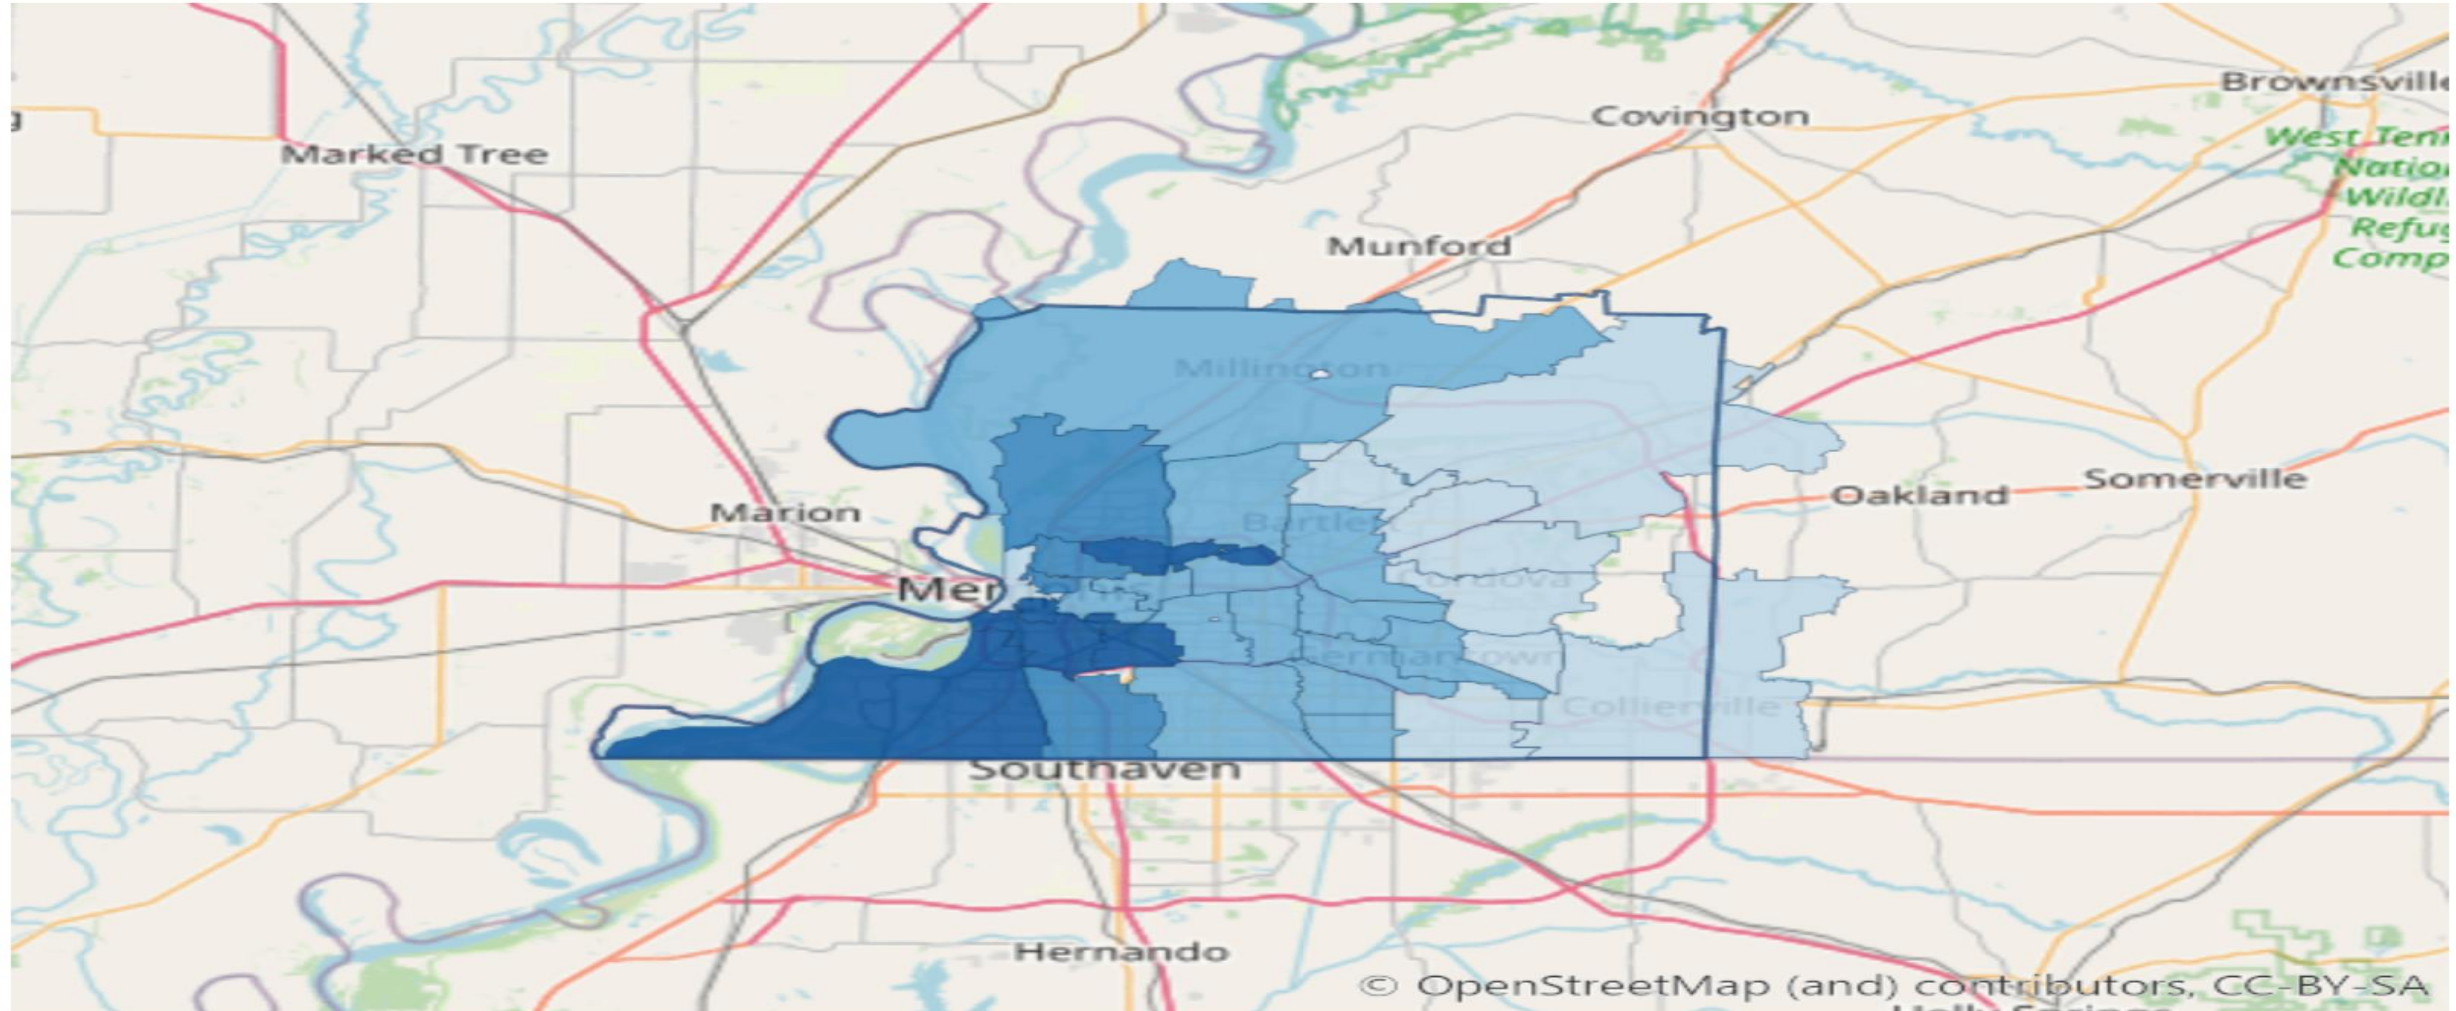 Brownsville
Covington
West Tenn
Nation
Wildl
Refug
Comp
Marked Tree
Munford
Millington
Marion
Bartlett
Oakland
Somerville
Mem
Cordova
Germantown
Collierville
Southaven
Hernando
© OpenStreetMap (and) contributors, CC-BY-SA